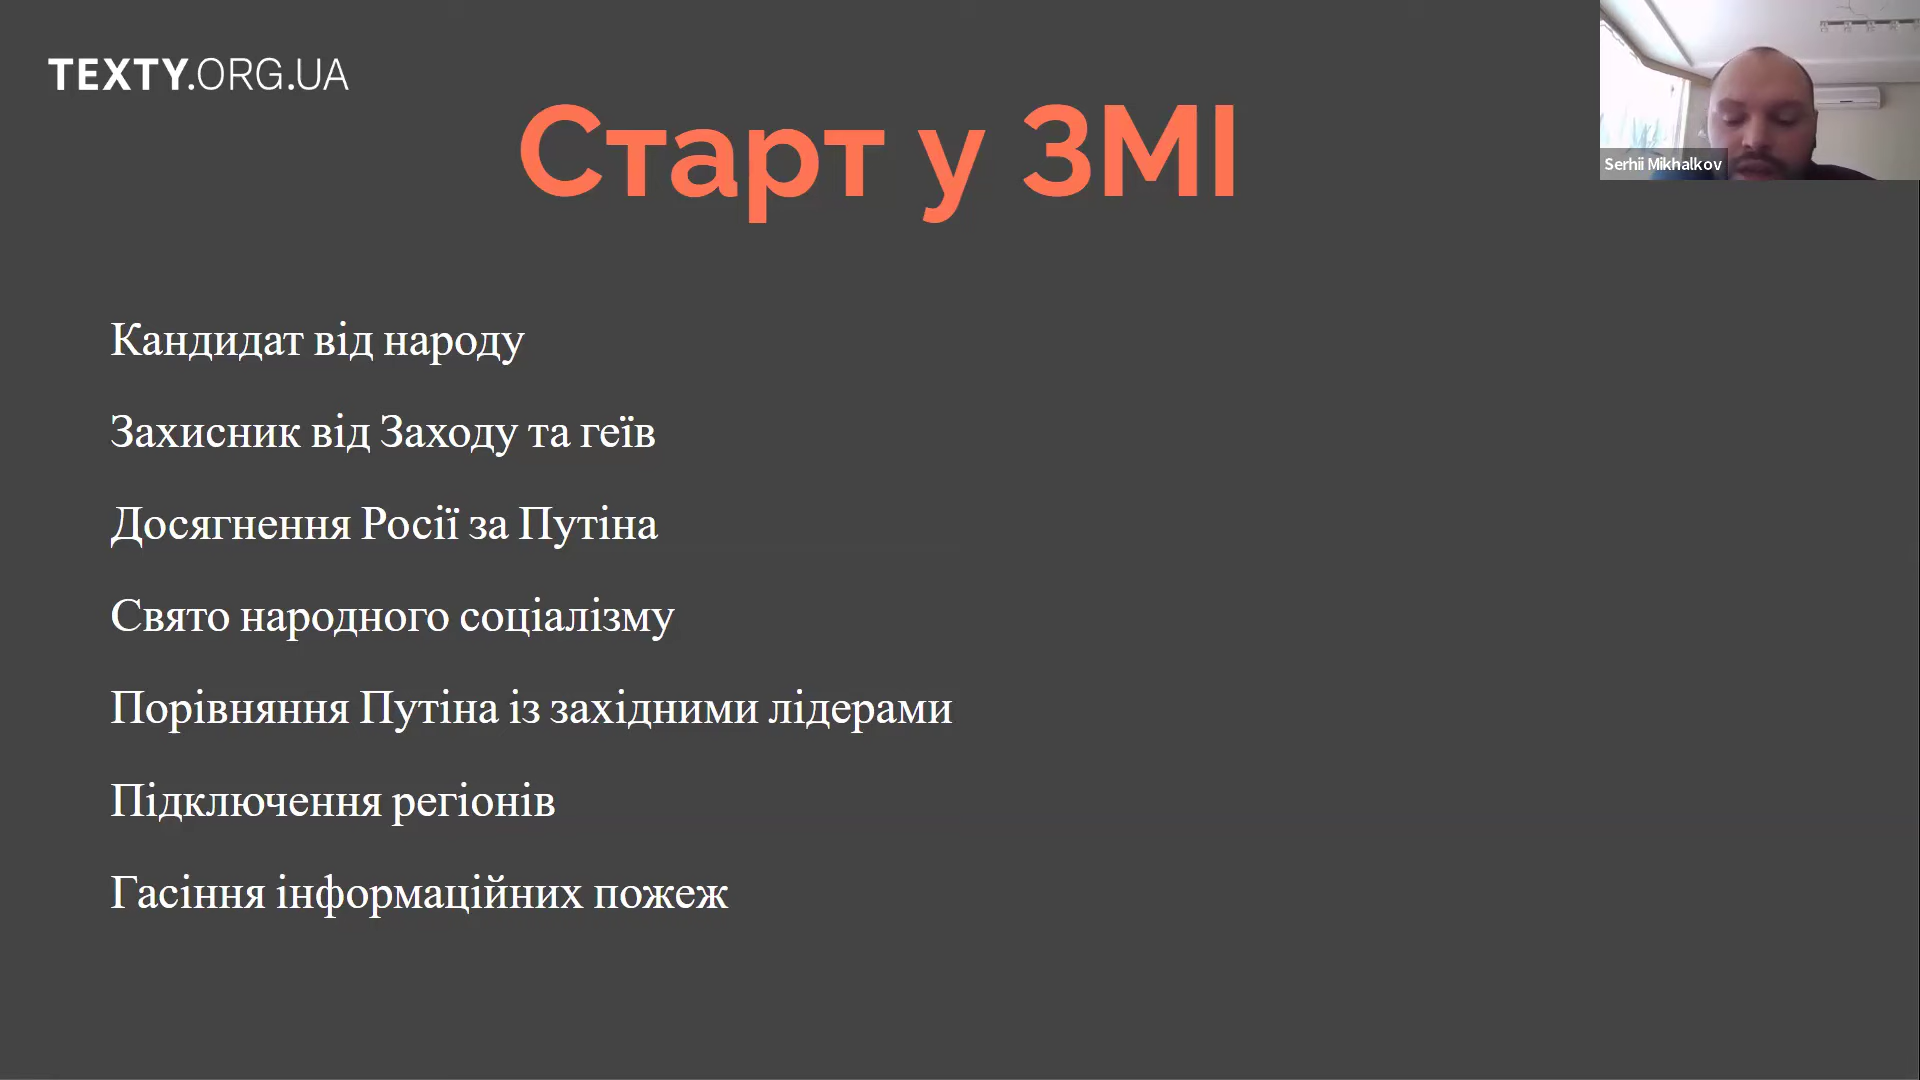 TEXTY.ORG.UA
Старт у ЗМІ
Serhii Mikhalkov
Кандидат від народу
Захисник від Заходу та геїв
Досягнення Росії за Путіна
Свято народного соціалізму
Порівняння Путіна із західними лідерами
Підключення регіонів
Гасіння інформаційних пожеж